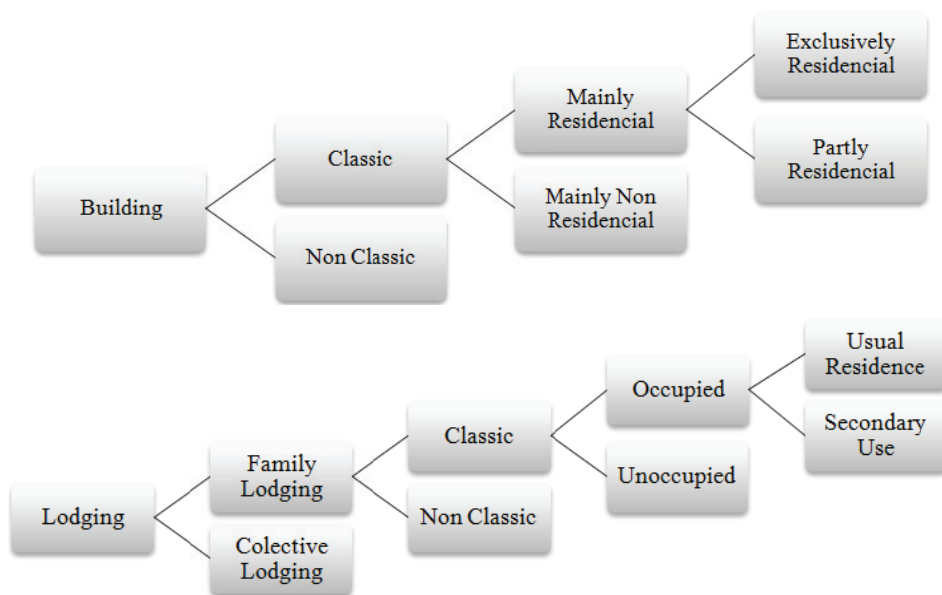 Building
Classic
Non Classic
Mainly
Residencial
Mainly Non
Residencial
Exclusively
Residencial
Partly
Residencial
Lodging
Family
Lodging
Colective
Lodging
Classic
Non Classic
Occupied
Unoccupied
Usual
Residence
Secondary
Use